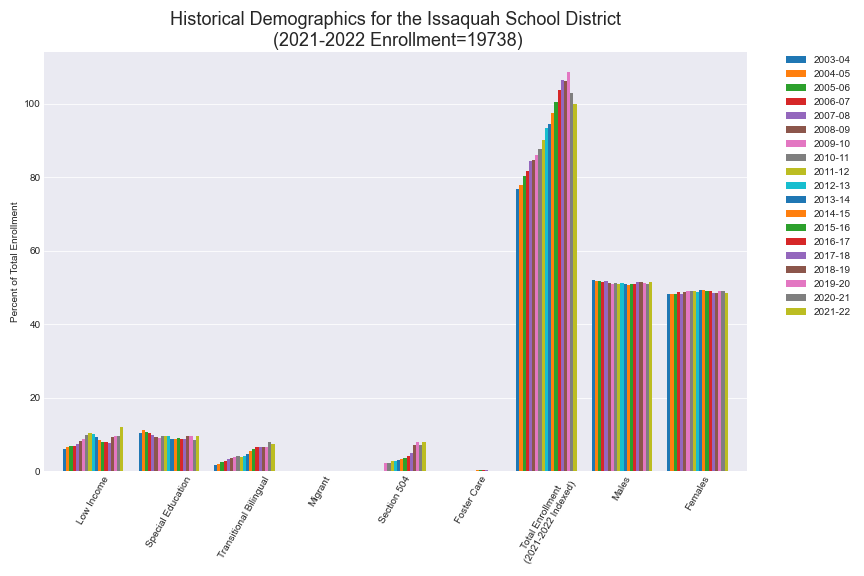 Historical Demographics for the Issaquah School District
(2021-2022 Enrollment=19738)
Percent of Total Enrollment
100
80
60
40
20
0
Low Income
Special Education
Transitional Bilingual
Migrant
Section 504
Foster Care
Total Enrollment
(2021-2022 Indexed)
Males
Females
2003-04
2004-05
2005-06
2006-07
2007-08
2008-09
2009-10
2010-11
2011-12
2012-13
2013-14
2014-15
2015-16
2016-17
2017-18
2018-19
2019-20
2020-21
2021-22